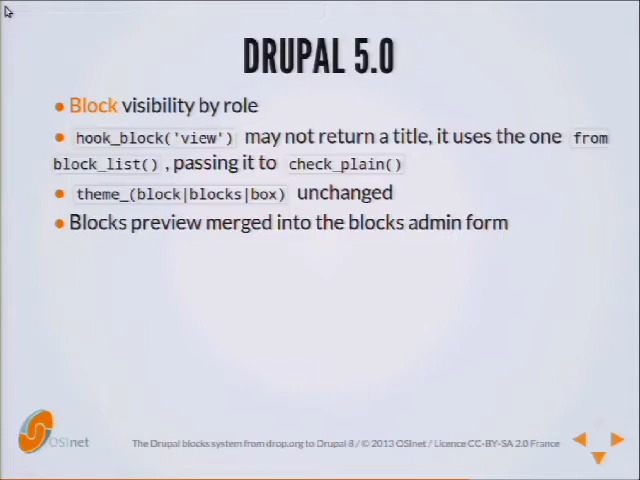 DRUPAL 5.0
Block visibility by role
hook_block('view') may not return a title, it uses the one from
block_list() , passing it to check_plain()
theme_(block|blocks|box) unchanged
Blocks preview merged into the blocks admin form
OSInet
The Drupal blocks system from drop.org to Drupal 8 / © 2013 OSInet / Licence CC-BY-SA 2.0 France